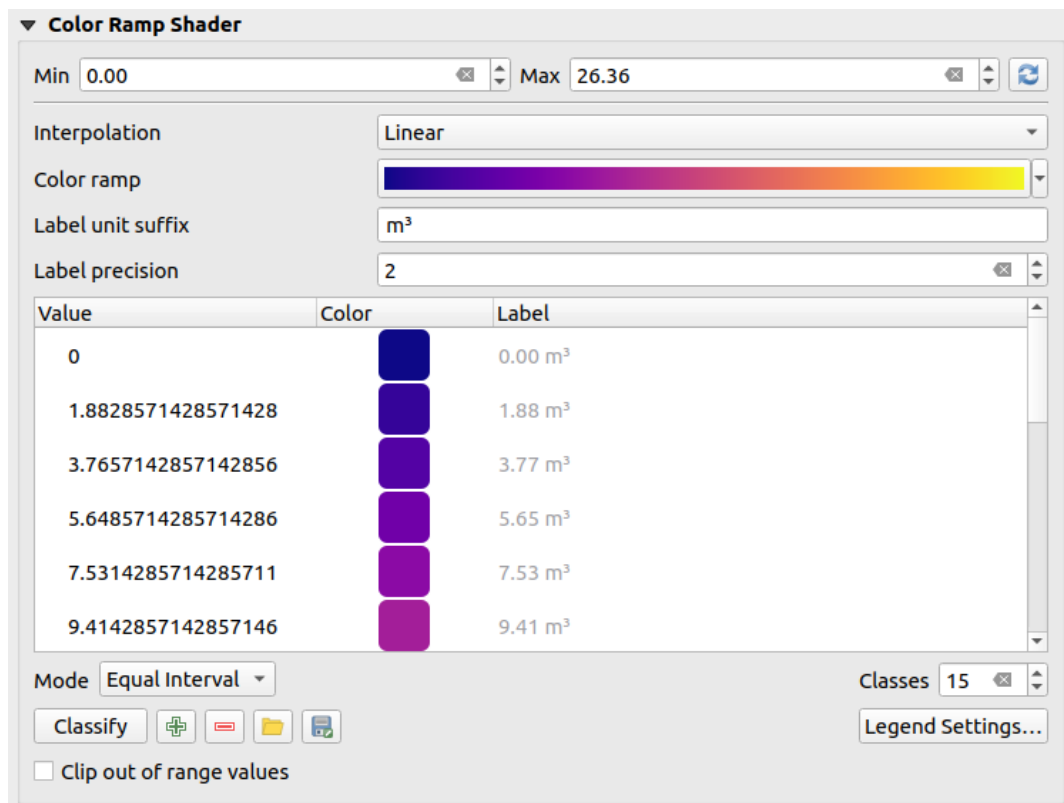 Color Ramp Shader
Min 0.00 Max 26.36
Interpolation Linear
Color ramp
Label unit suffix m³
Label precision 2
Value Color Label
0 0.00 m³
1.8828571428571428 1.88 m³
3.7657142857142856 3.77 m³
5.6485714285714286 5.65 m³
7.5314285714285711 7.53 m³
9.4142857142857146 9.41 m³
Mode Equal Interval Classes 15
Classify Legend Settings...
Clip out of range values